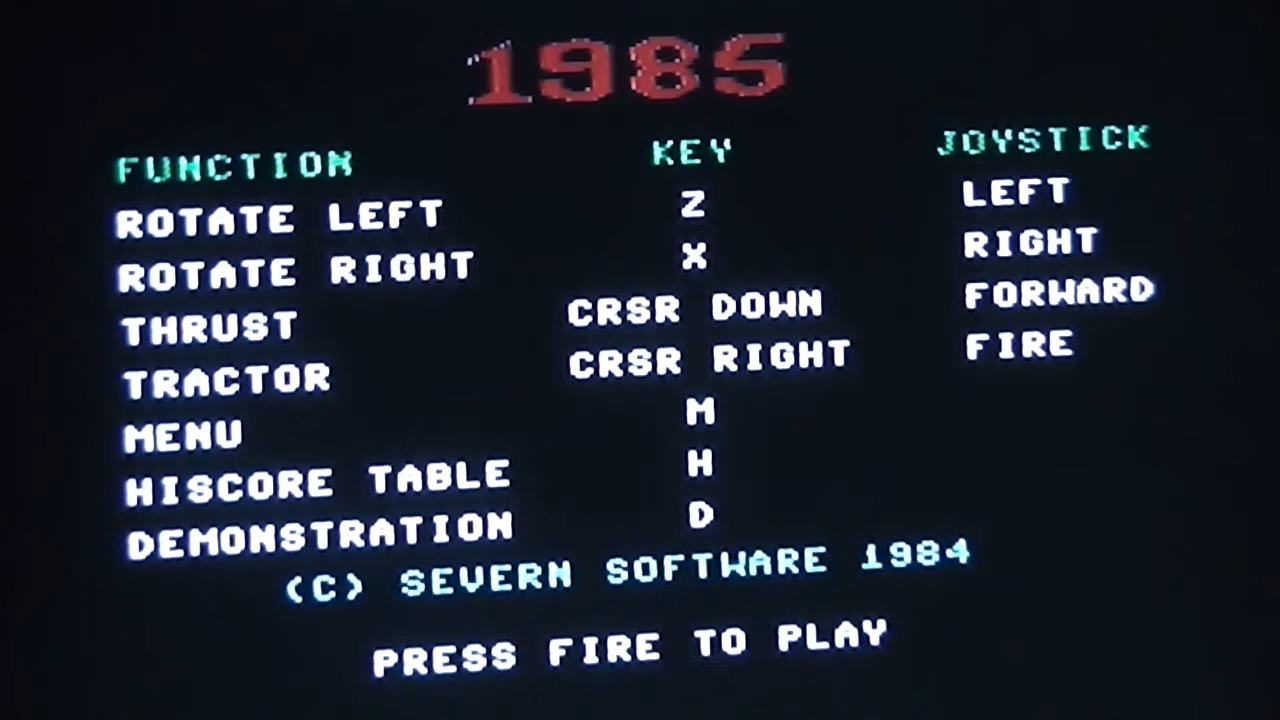 1985
FUNCTION KEY JOYSTICK
ROTATE LEFT Z LEFT
ROTATE RIGHT X RIGHT
THRUST CRSR DOWN FORWARD
TRACTOR CRSR RIGHT FIRE
MENU M
HISCORE TABLE H
DEMONSTRATION D
(C) SEVERN SOFTWARE 1984
PRESS FIRE TO PLAY